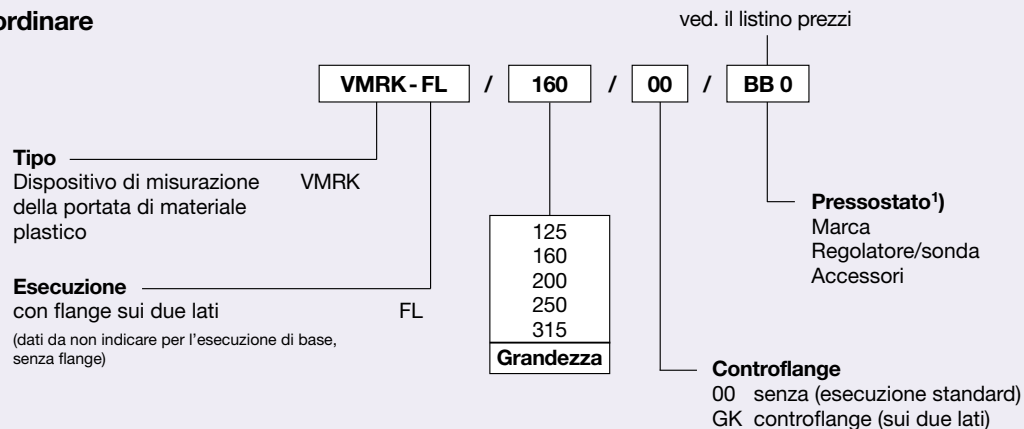 ordinare
ved. il listino prezzi
VMRK-FL / 160 / 00 / BB 0
Tipo
Dispositivo di misurazione VMRK
della portata di materiale
plastico
Esecuzione
con flange sui due lati FL
(dati da non indicare per l'esecuzione di base,
senza flange)
125
160
200
250
315
Grandezza
Pressostato¹)
Marca
Regolatore/sonda
Accessori
Controflange
00 senza (esecuzione standard)
GK controflange (sui due lati)